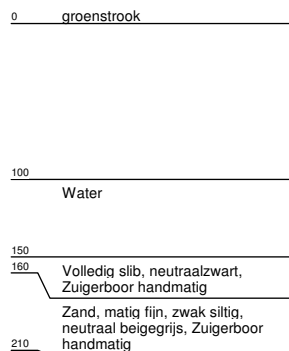 0 groenstrook
100
Water
150
160 Volledig slib, neutraalzwart,
Zuigerboor handmatig
Zand, matig fijn, zwak siltig,
neutraal beigegrijs, Zuigerboor
210 handmatig